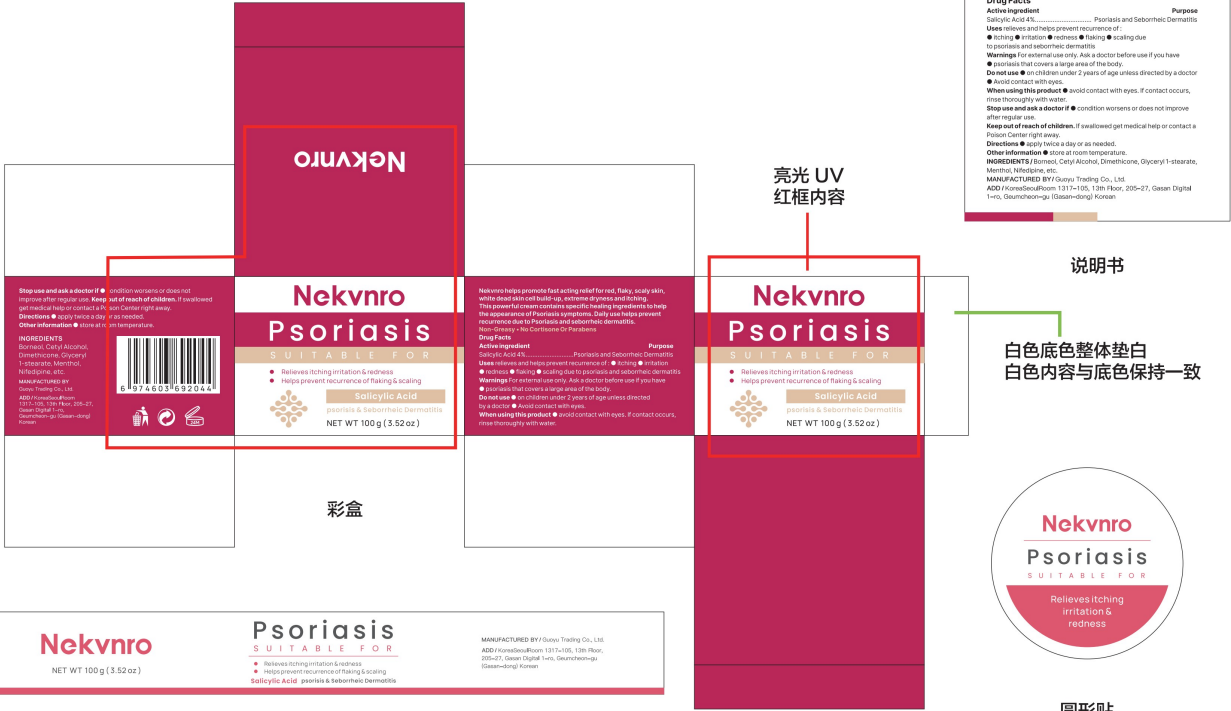 Drug Facts
Active ingredient Purpose
Salicylic Acid 4%.............................. Psoriasis and Seborrheic Dermatitis
Uses relieves and helps prevent recurrence of :
● itching ● irritation ● redness ● flaking ● scaling due
to psoriasis and seborrheic dermatitis
Warnings For external use only. Ask a doctor before use if you have
● psoriasis that covers a large area of the body.
Do not use ● on children under 2 years of age unless directed by a doctor
● Avoid contact with eyes.
When using this product ● avoid contact with eyes. If contact occurs,
rinse thoroughly with water.
Stop use and ask a doctor if ● condition worsens or does not improve
after regular use.
Keep out of reach of children. If swallowed get medical help or contact a
Poison Center right away.
Directions ● apply twice a day or as needed.
Other information ● store at room temperature.
INGREDIENTS / Borneol, Cetyl Alcohol, Dimethicone, Glyceryl 1-stearate,
Menthol, Nifedipine, etc.
MANUFACTURED BY / Guoyu Trading Co., Ltd.
ADD / KoreaSeoulRoom 1317-105, 13th Floor, 205-27, Gasan Digital
1-ro, Geumcheon-gu (Gasan-dong) Korean
说明书
Nekvnro
亮光 UV
红框内容
Stop use and ask a doctor if ● condition worsens or does not
improve after regular use. Keep out of reach of children. If swallowed
get medical help or contact a Poison Center right away.
Directions ● apply twice a day or as needed.
Other information ● store at room temperature.
INGREDIENTS
Borneol, Cetyl Alcohol,
Dimethicone, Glyceryl
1-stearate, Menthol,
Nifedipine, etc.
MANUFACTURED BY
Guoyu Trading Co., Ltd.
ADD / KoreaSeoulRoom
1317-105, 13th Floor, 205-27,
Gasan Digital 1-ro,
Geumcheon-gu (Gasan-dong)
Korean
6 974603 692044
24M
Nekvnro
Psoriasis
SUITABLE FOR
● Relieves itching irritation & redness
● Helps prevent recurrence of flaking & scaling
Salicylic Acid
psorisis & Seborrheic Dermatitis
NET WT 100 g ( 3.52 oz )
Nekvnro helps promote fast acting relief for red, flaky, scaly skin,
white dead skin cell build-up, extreme dryness and itching.
This powerful cream contains specific healing ingredients to help
the appearance of Psoriasis symptoms. Daily use helps prevent
recurrence due to Psoriasis and seborrheic dermatitis.
Non-Greasy • No Cortisone Or Parabens
Drug Facts
Active ingredient Purpose
Salicylic Acid 4%.........................Psoriasis and Seborrheic Dermatitis
Uses relieves and helps prevent recurrence of : ● itching ● irritation
● redness ● flaking ● scaling due to psoriasis and seborrheic dermatitis
Warnings For external use only. Ask a doctor before use if you have
● psoriasis that covers a large area of the body.
Do not use ● on children under 2 years of age unless directed
by a doctor ● Avoid contact with eyes.
When using this product ● avoid contact with eyes. If contact occurs,
rinse thoroughly with water.
Nekvnro
Psoriasis
SUITABLE FOR
● Relieves itching irritation & redness
● Helps prevent recurrence of flaking & scaling
Salicylic Acid
psorisis & Seborrheic Dermatitis
NET WT 100 g ( 3.52 oz )
白色底色整体垫白
白色内容与底色保持一致
彩盒
Nekvnro
Psoriasis
SUITABLE FOR
Relieves itching
irritation &
redness
圆形贴
Nekvnro
NET WT 100 g ( 3.52 oz )
Psoriasis
SUITABLE FOR
● Relieves itching irritation & redness
● Helps prevent recurrence of flaking & scaling
Salicylic Acid psorisis & Seborrheic Dermatitis
MANUFACTURED BY / Guoyu Trading Co., Ltd.
ADD / KoreaSeoulRoom 1317-105, 13th Floor,
205-27, Gasan Digital 1-ro, Geumcheon-gu
(Gasan-dong) Korean